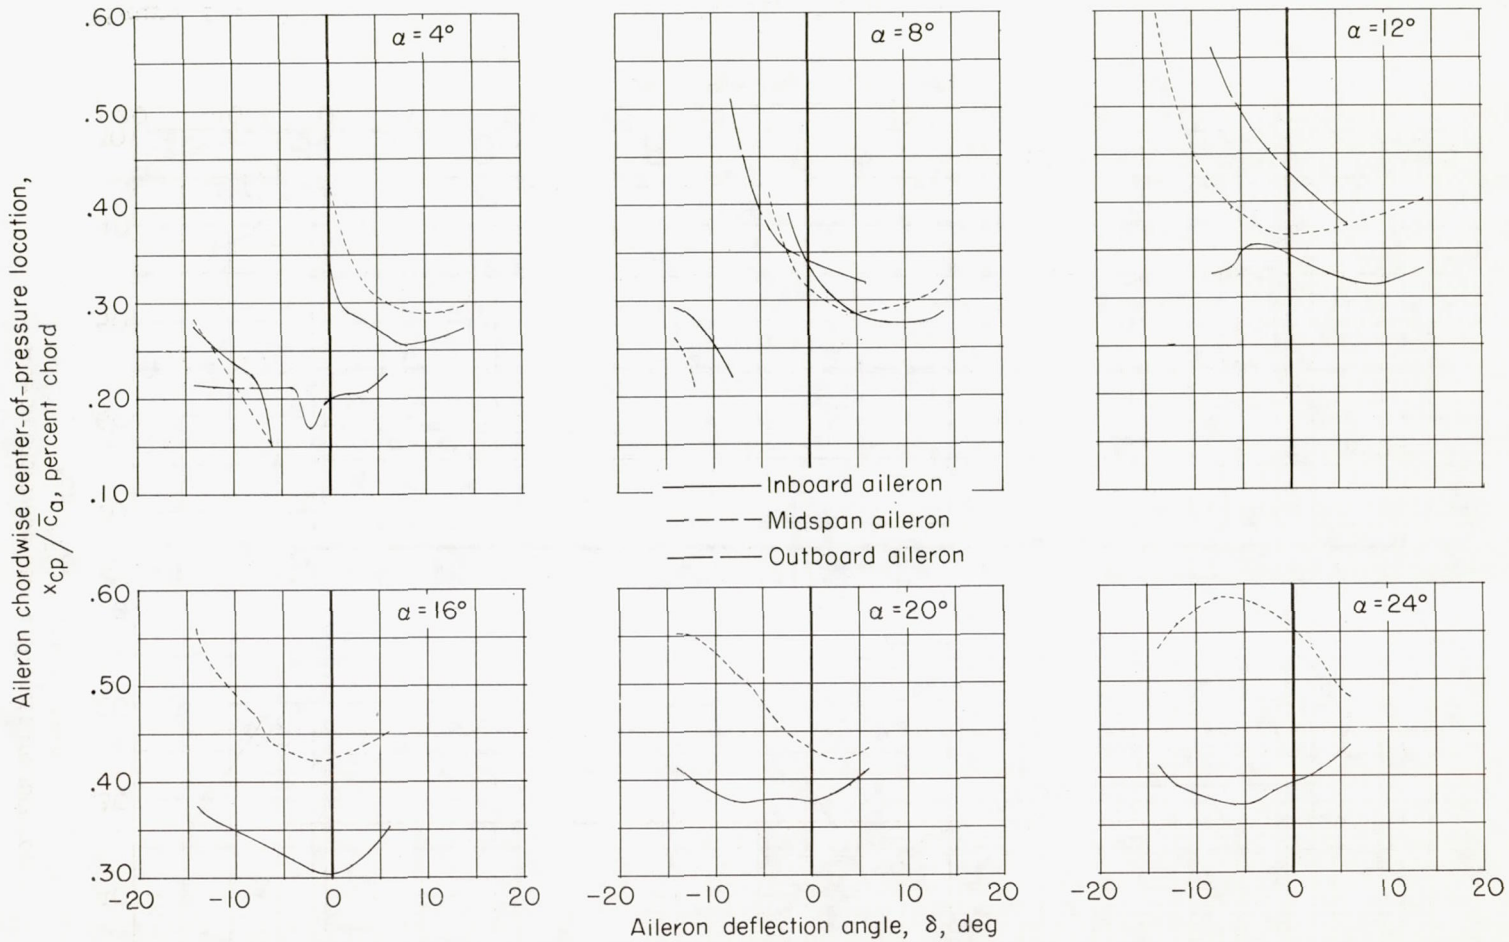 Aileron chordwise center-of-pressure location,
xcp/c̄a, percent chord
.60
.50
.40
.30
.20
.10
α = 4°
α = 8°
α = 12°
Inboard aileron
Midspan aileron
Outboard aileron
.60
.50
.40
.30
α = 16°
α = 20°
α = 24°
-20 -10 0 10 20
-20 -10 0 10 20
-20 -10 0 10 20
Aileron deflection angle, δ, deg